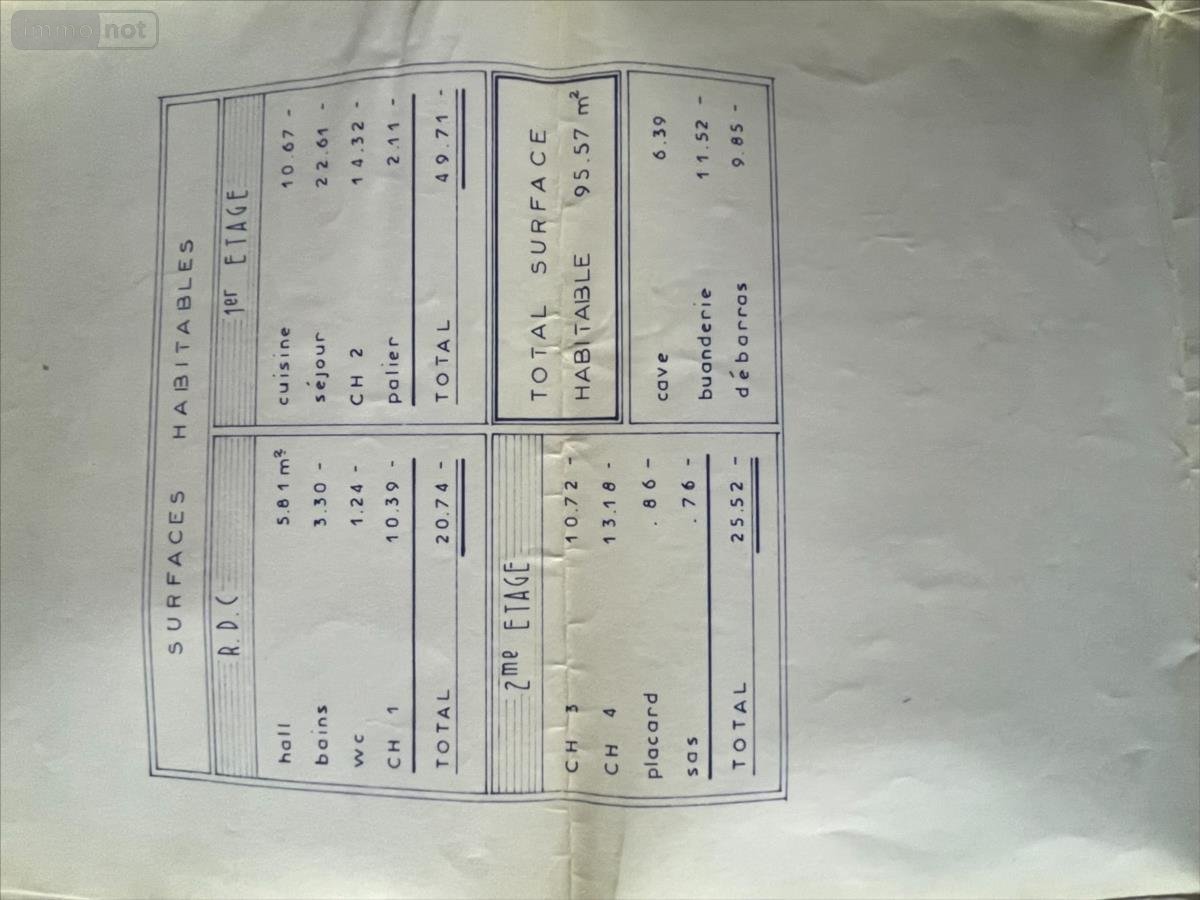 immo not
SURFACES HABITABLES
R.D.C
hall 5.81 m²
bains 3.30 -
wc 1.24 -
CH 1 10.39 -
TOTAL 20.74 -
1er ETAGE
cuisine 10.67 -
séjour 22.61 -
CH 2 14.32 -
palier 2.11 -
TOTAL 49.71 -
2me ETAGE
CH 3 10.72 -
CH 4 13.18 -
placard .86 -
sas .76 -
TOTAL 25.52 -
TOTAL SURFACE
HABITABLE 95.57 m²
cave 6.39
buanderie 11.52 -
débarras 9.85 -